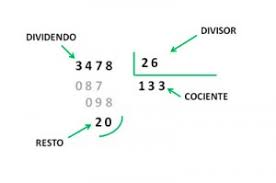 DIVISOR
DIVIDENDO
3478 26
087 133
098 COCIENTE
20
RESTO